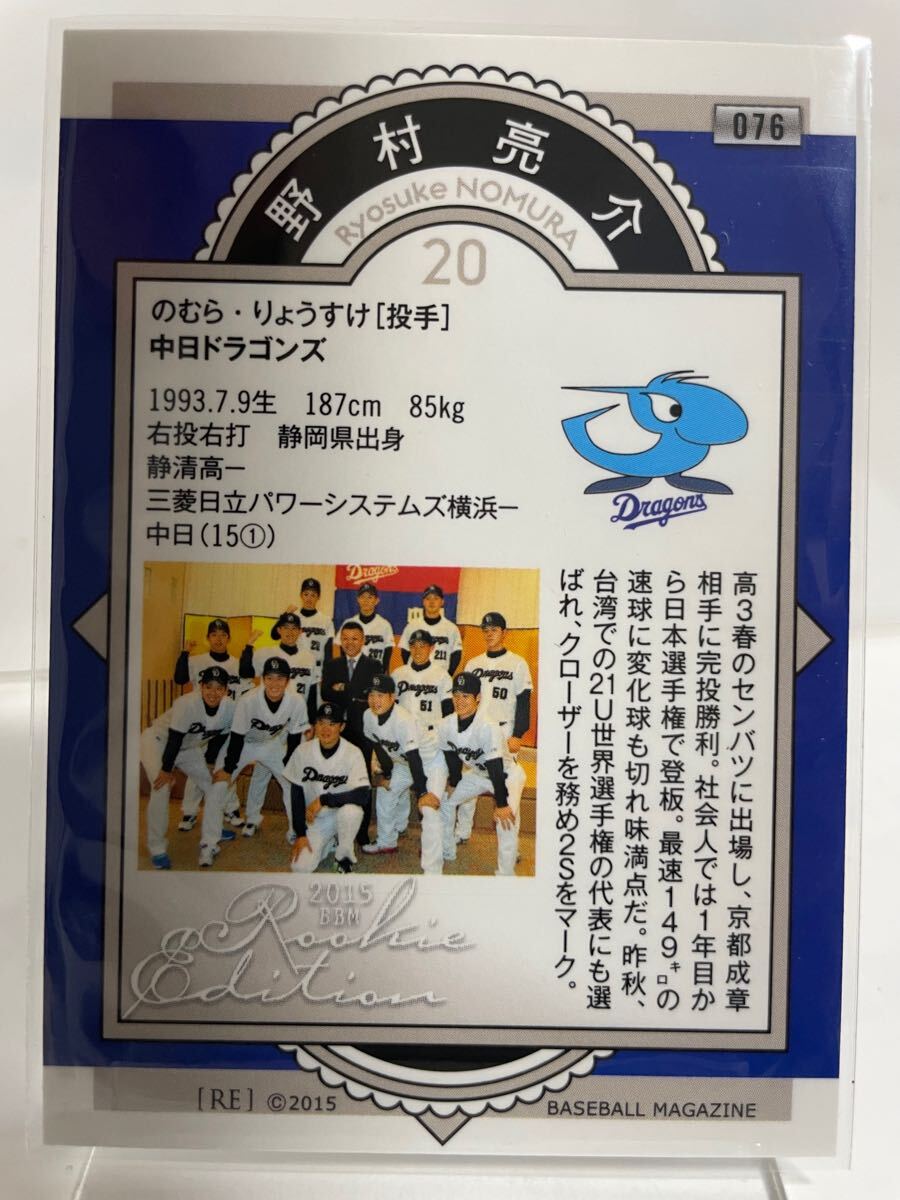 076
野村亮介
Ryosuke NOMURA
20
のむら・りょうすけ[投手]
中日ドラゴンズ
1993.7.9生 187cm 85kg
右投右打 静岡県出身
静清高ー
三菱日立パワーシステムズ横浜ー
中日(15①)
Dragons
高3春のセンバツに出場し、京都成章
相手に完投勝利。社会人では1年目か
ら日本選手権で登板。最速149㌔の
速球に変化球も切れ味満点だ。昨秋、
台湾での21U世界選手権の代表にも選
ばれ、クローザーを務め2Sをマーク。
Dragons
207
211
Dragons
61
50
Dragons
2015
BBM
Rookie
Edition
[RE] ©2015
BASEBALL MAGAZINE